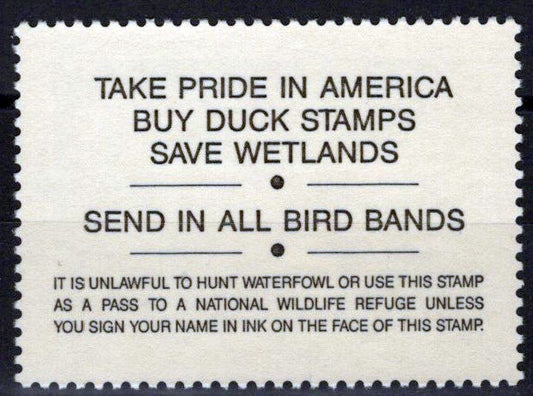 TAKE PRIDE IN AMERICA
BUY DUCK STAMPS
SAVE WETLANDS
SEND IN ALL BIRD BANDS
IT IS UNLAWFUL TO HUNT WATERFOWL OR USE THIS STAMP
AS A PASS TO A NATIONAL WILDLIFE REFUGE UNLESS
YOU SIGN YOUR NAME IN INK ON THE FACE OF THIS STAMP.